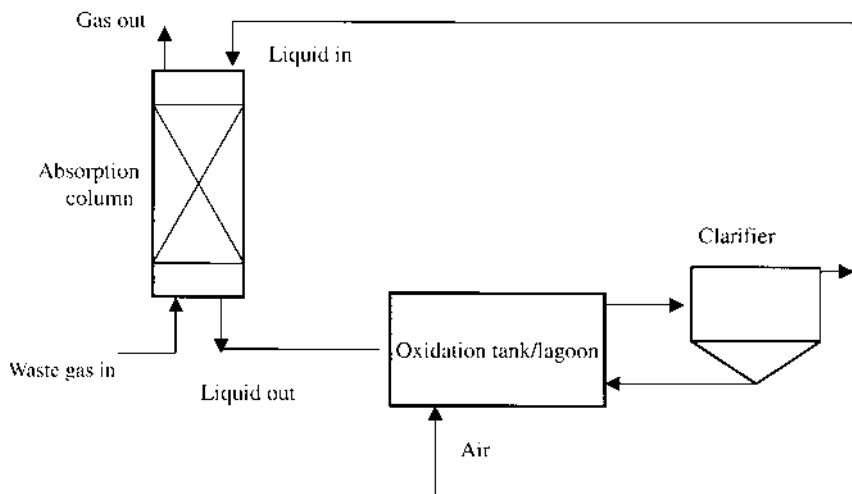 Gas out
Liquid in
Absorption
column
Clarifier
Oxidation tank/lagoon
Waste gas in
Liquid out
Air